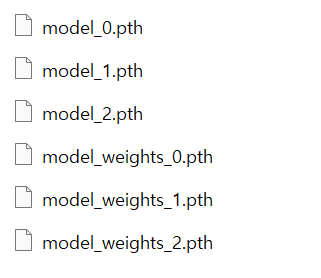 model_0.pth
model_1.pth
model_2.pth
model_weights_0.pth
model_weights_1.pth
model_weights_2.pth